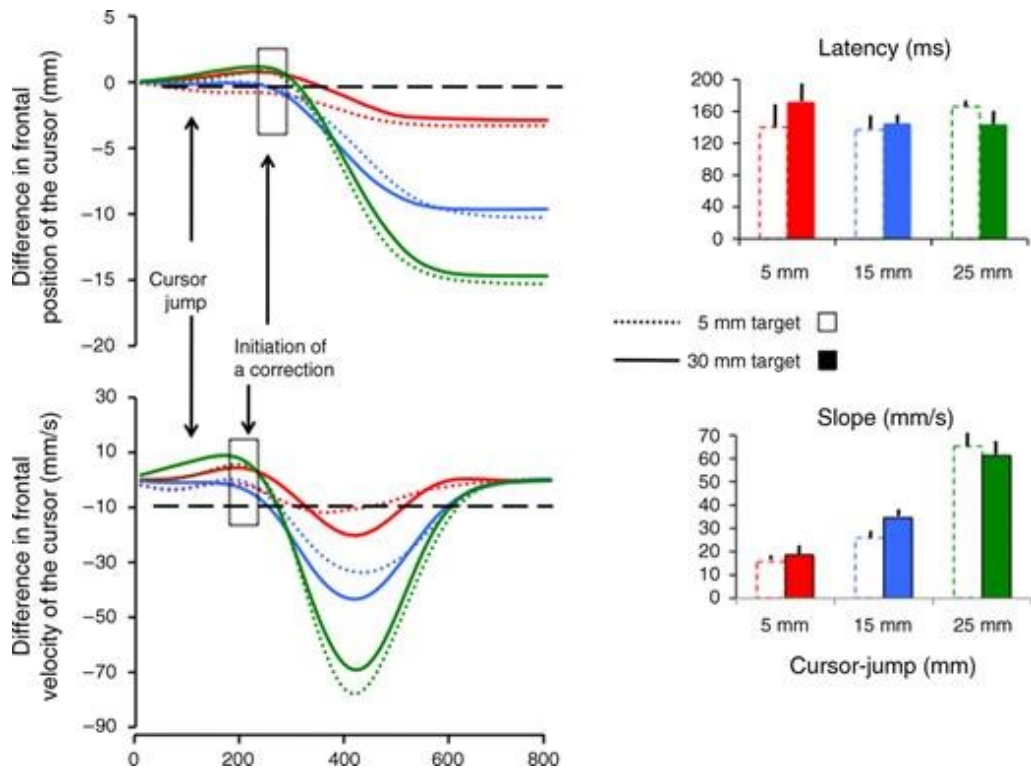 Difference in frontal
position of the cursor (mm)
5
0
−5
−10
−15
−20
Cursor
jump
Initiation of
a correction
Difference in frontal
velocity of the cursor (mm/s)
30
10
−10
−30
−50
−70
−90
0
200
400
600
800
Latency (ms)
200
160
120
80
40
0
5 mm
15 mm
25 mm
5 mm target
30 mm target
Slope (mm/s)
70
60
50
40
30
20
10
0
5 mm
15 mm
25 mm
Cursor-jump (mm)